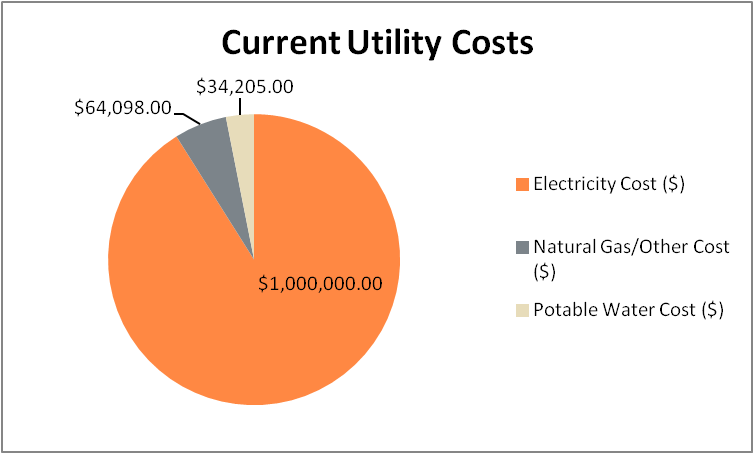 Current Utility Costs
$34,205.00
$64,098.00
$1,000,000.00
Electricity Cost ($)
Natural Gas/Other Cost
($)
Potable Water Cost ($)